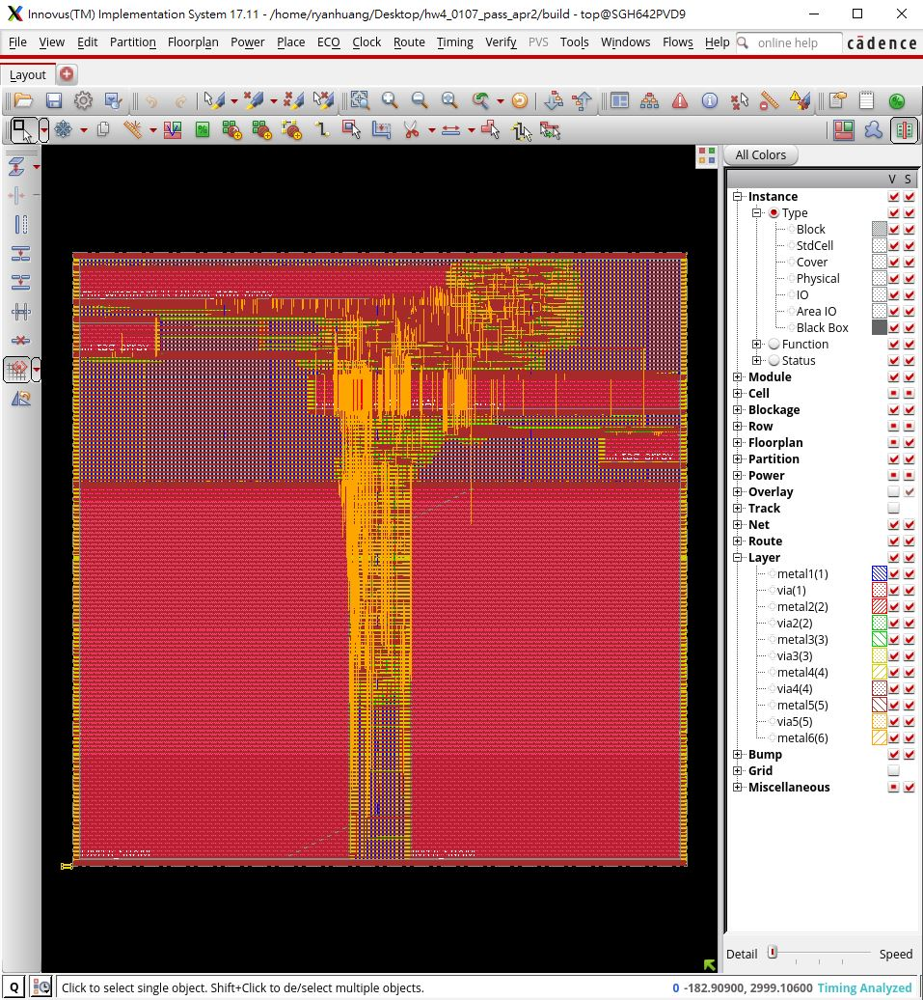 Innovus(TM) Implementation System 17.11 - /home/ryanhuang/Desktop/hw4_0107_pass_apr2/build - top@SGH642PVD9
File View Edit Partition Floorplan Power Place ECO Clock Route Timing Verify PVS Tools Windows Flows Help online help cādence
Layout
All Colors
V S
Instance
Type
Block
StdCell
Cover
Physical
IO
Area IO
Black Box
Function
Status
Module
Cell
Blockage
Row
Floorplan
Partition
Power
Overlay
Track
Net
Route
Layer
metal1(1)
via(1)
metal2(2)
via2(2)
metal3(3)
via3(3)
metal4(4)
via4(4)
metal5(5)
via5(5)
metal6(6)
Bump
Grid
Miscellaneous
Detail Speed
Q Click to select single object. Shift+Click to de/select multiple objects. 0 -182.90900, 2999.10600 Timing Analyzed